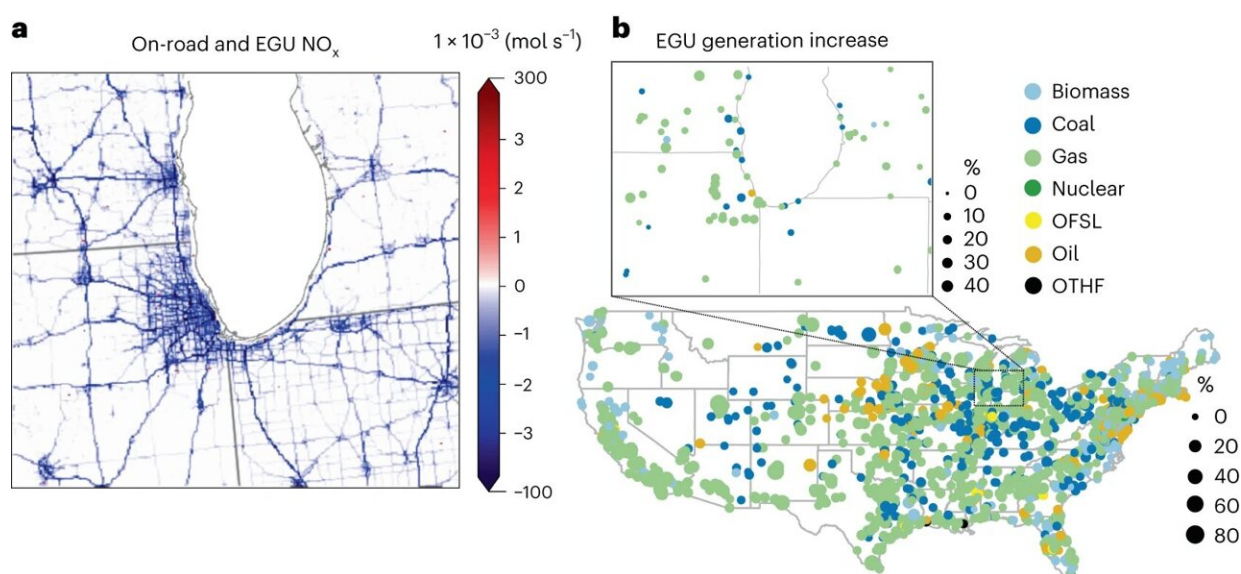 a
On-road and EGU NOx
1 × 10⁻³ (mol s⁻¹)
300
3
2
1
0
−1
−2
−3
−100
b
EGU generation increase
%
0
10
20
30
40
Biomass
Coal
Gas
Nuclear
OFSL
Oil
OTHF
%
0
20
40
60
80